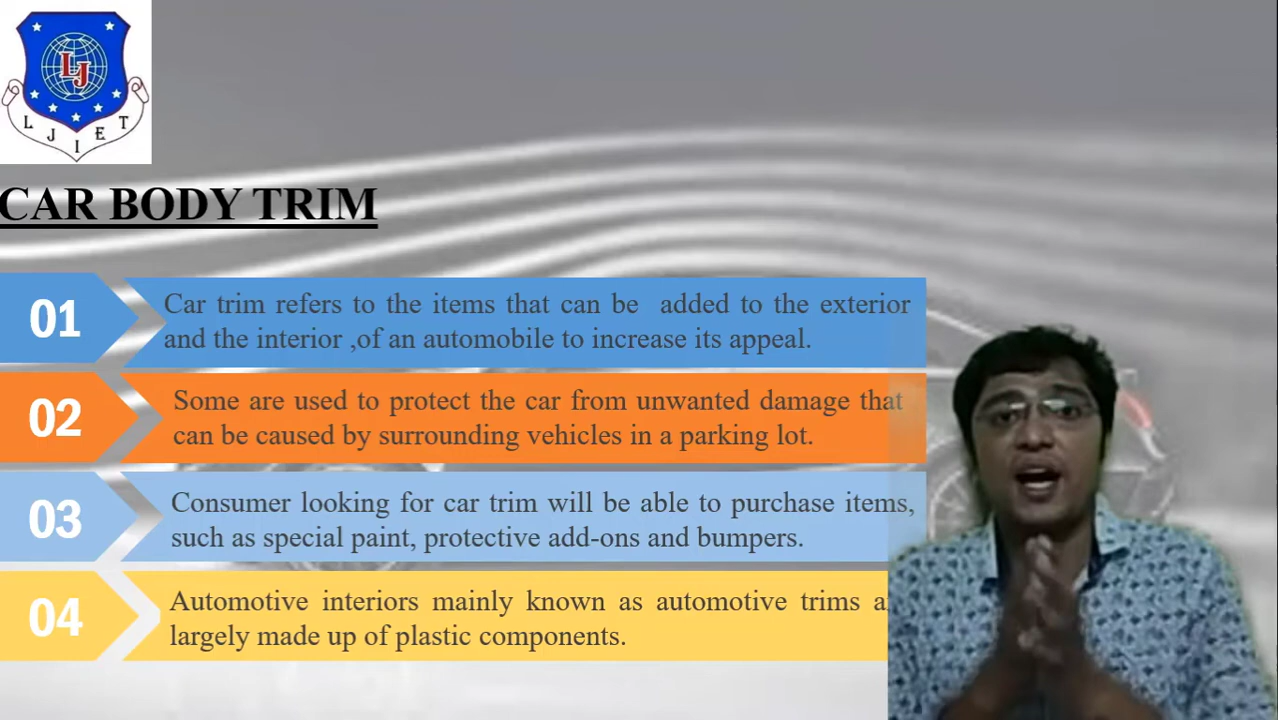 LJ
LJIET
CAR BODY TRIM
01
Car trim refers to the items that can be added to the exterior
and the interior ,of an automobile to increase its appeal.
02
Some are used to protect the car from unwanted damage that
can be caused by surrounding vehicles in a parking lot.
03
Consumer looking for car trim will be able to purchase items,
such as special paint, protective add-ons and bumpers.
04
Automotive interiors mainly known as automotive trims
largely made up of plastic components.